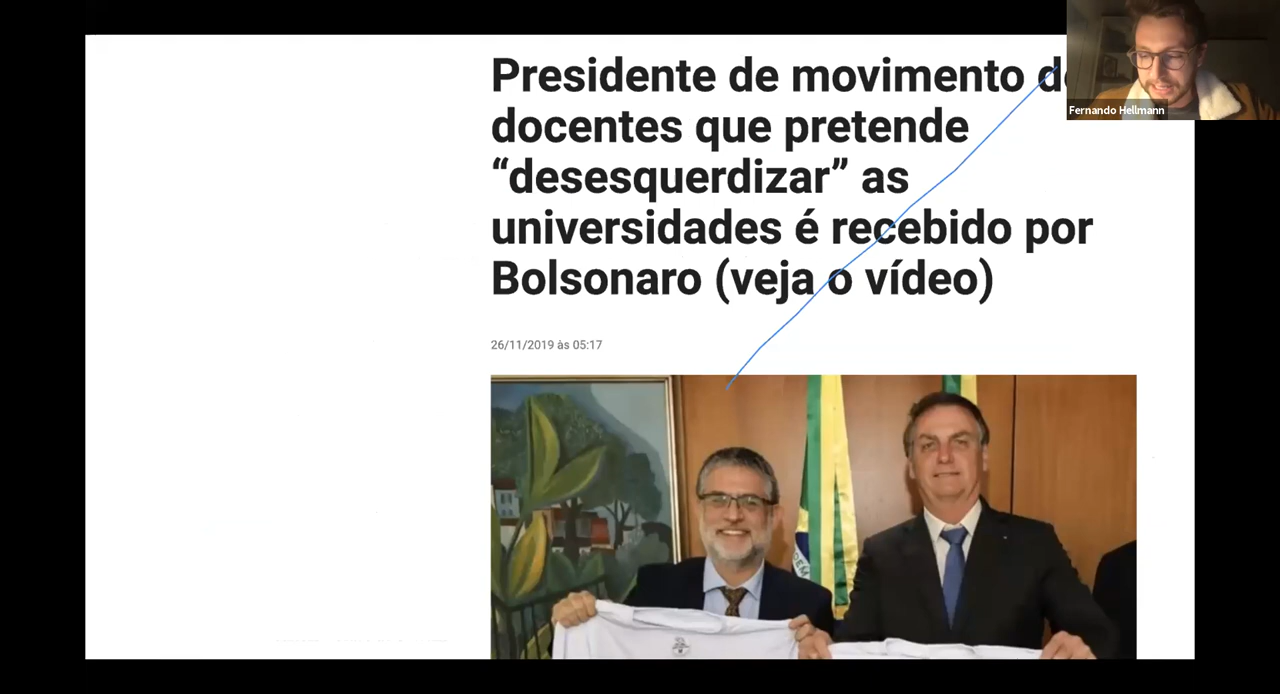 Presidente de movimento de
docentes que pretende
“desesquerdizar” as
universidades é recebido por
Bolsonaro (veja o vídeo)
26/11/2019 às 05:17
Fernando Hellmann